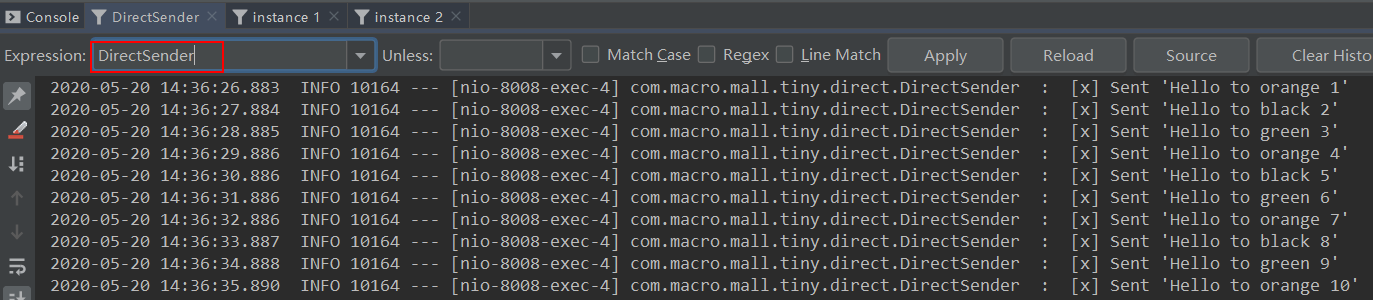 Console DirectSender instance 1 instance 2
Expression: DirectSender Unless: Match Case Regex Line Match Apply Reload Source Clear Histo
2020-05-20 14:36:26.883 INFO 10164 --- [nio-8008-exec-4] com.macro.mall.tiny.direct.DirectSender : [x] Sent 'Hello to orange 1'
2020-05-20 14:36:27.884 INFO 10164 --- [nio-8008-exec-4] com.macro.mall.tiny.direct.DirectSender : [x] Sent 'Hello to black 2'
2020-05-20 14:36:28.885 INFO 10164 --- [nio-8008-exec-4] com.macro.mall.tiny.direct.DirectSender : [x] Sent 'Hello to green 3'
2020-05-20 14:36:29.886 INFO 10164 --- [nio-8008-exec-4] com.macro.mall.tiny.direct.DirectSender : [x] Sent 'Hello to orange 4'
2020-05-20 14:36:30.886 INFO 10164 --- [nio-8008-exec-4] com.macro.mall.tiny.direct.DirectSender : [x] Sent 'Hello to black 5'
2020-05-20 14:36:31.886 INFO 10164 --- [nio-8008-exec-4] com.macro.mall.tiny.direct.DirectSender : [x] Sent 'Hello to green 6'
2020-05-20 14:36:32.886 INFO 10164 --- [nio-8008-exec-4] com.macro.mall.tiny.direct.DirectSender : [x] Sent 'Hello to orange 7'
2020-05-20 14:36:33.887 INFO 10164 --- [nio-8008-exec-4] com.macro.mall.tiny.direct.DirectSender : [x] Sent 'Hello to black 8'
2020-05-20 14:36:34.888 INFO 10164 --- [nio-8008-exec-4] com.macro.mall.tiny.direct.DirectSender : [x] Sent 'Hello to green 9'
2020-05-20 14:36:35.890 INFO 10164 --- [nio-8008-exec-4] com.macro.mall.tiny.direct.DirectSender : [x] Sent 'Hello to orange 10'